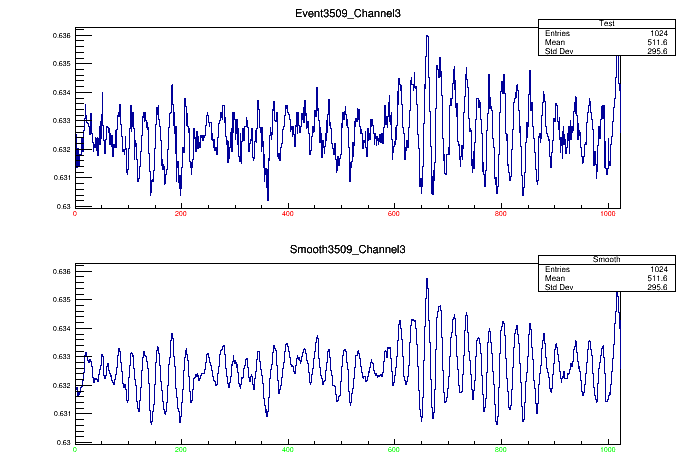 Event3509_Channel3
Test
Entries 1024
Mean 511.6
Std Dev 295.6
0.636
0.635
0.634
0.633
0.632
0.631
0.63
0 200 400 600 800 1000
Smooth3509_Channel3
Smooth
Entries 1024
Mean 511.6
Std Dev 295.6
0.636
0.635
0.634
0.633
0.632
0.631
0.63
0 200 400 600 800 1000